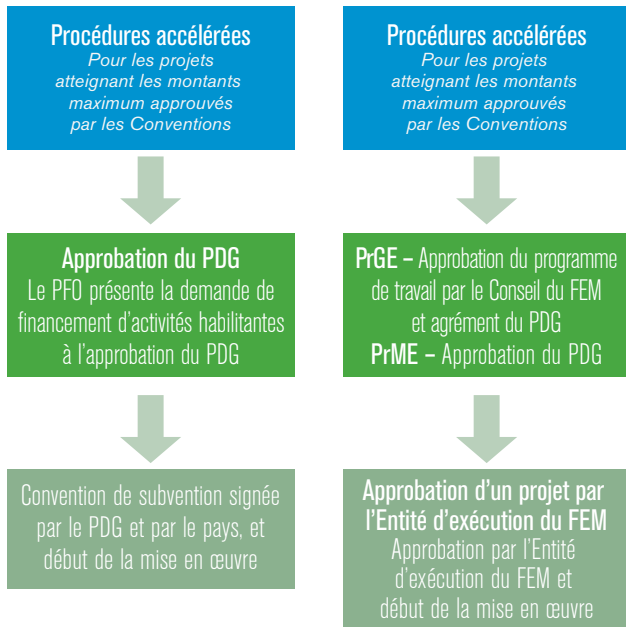 Procédures accélérées
Pour les projets
atteignant les montants
maximum approuvés
par les Conventions
Approbation du PDG
Le PFO présente la demande de
financement d'activités habilitantes
à l'approbation du PDG
Convention de subvention signée
par le PDG et par le pays, et
début de la mise en œuvre
Procédures accélérées
Pour les projets
atteignant les montants
maximum approuvés
par les Conventions
PrGE – Approbation du programme
de travail par le Conseil du FEM
et agrément du PDG
PrME – Approbation du PDG
Approbation d'un projet par
l'Entité d'exécution du FEM
Approbation par l'Entité
d'exécution du FEM et
début de la mise en œuvre